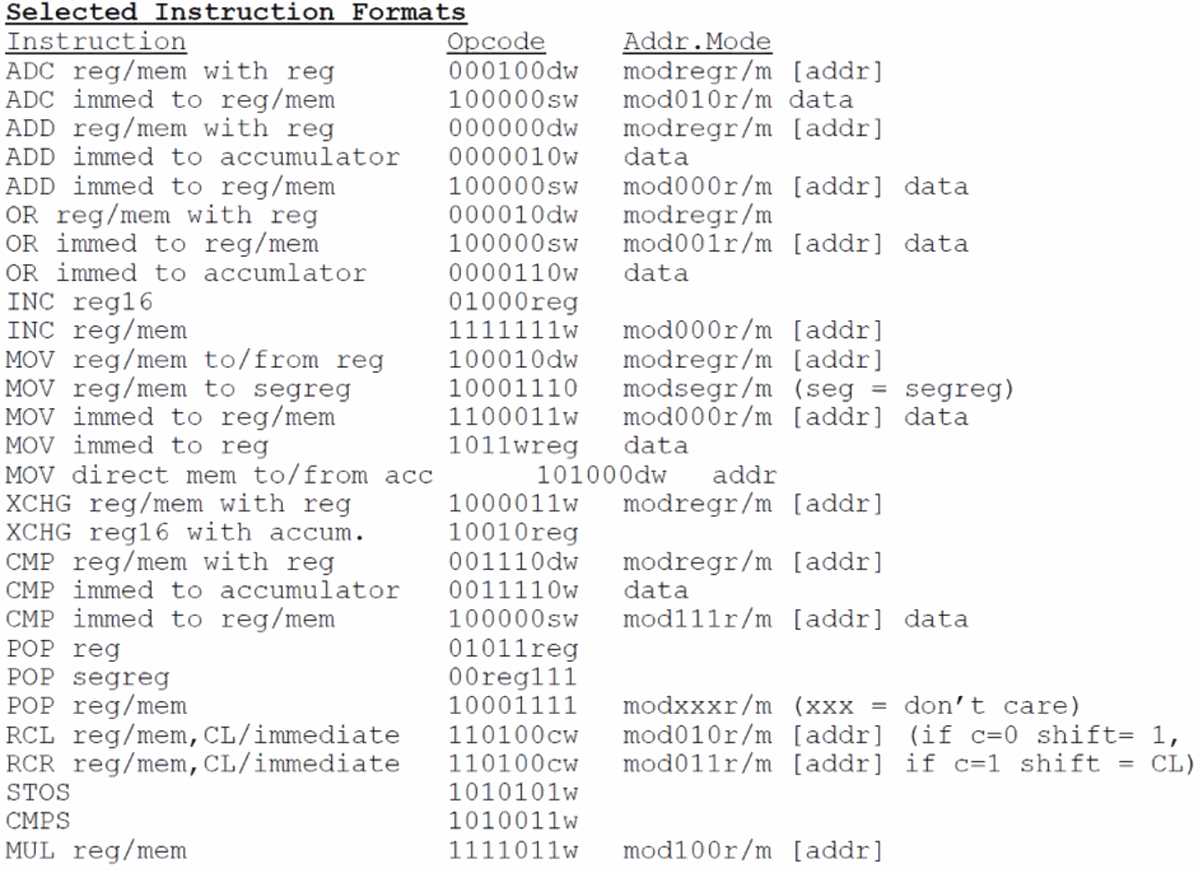 Selected Instruction Formats
Instruction Opcode Addr.Mode
ADC reg/mem with reg 000100dw modregr/m [addr]
ADC immed to reg/mem 100000sw mod010r/m data
ADD reg/mem with reg 000000dw modregr/m [addr]
ADD immed to accumulator 0000010w data
ADD immed to reg/mem 100000sw mod000r/m [addr] data
OR reg/mem with reg 000010dw modregr/m
OR immed to reg/mem 100000sw mod001r/m [addr] data
OR immed to accumlator 0000110w data
INC reg16 01000reg
INC reg/mem 1111111w mod000r/m [addr]
MOV reg/mem to/from reg 100010dw modregr/m [addr]
MOV reg/mem to segreg 10001110 modsegr/m (seg = segreg)
MOV immed to reg/mem 1100011w mod000r/m [addr] data
MOV immed to reg 1011wreg data
MOV direct mem to/from acc 101000dw addr
XCHG reg/mem with reg 1000011w modregr/m [addr]
XCHG reg16 with accum. 10010reg
CMP reg/mem with reg 001110dw modregr/m [addr]
CMP immed to accumulator 0011110w data
CMP immed to reg/mem 100000sw mod111r/m [addr] data
POP reg 01011reg
POP segreg 00reg111
POP reg/mem 10001111 modxxxr/m (xxx = don't care)
RCL reg/mem,CL/immediate 110100cw mod010r/m [addr] (if c=0 shift= 1,
RCR reg/mem,CL/immediate 110100cw mod011r/m [addr] if c=1 shift = CL)
STOS 1010101w
CMPS 1010011w
MUL reg/mem 1111011w mod100r/m [addr]